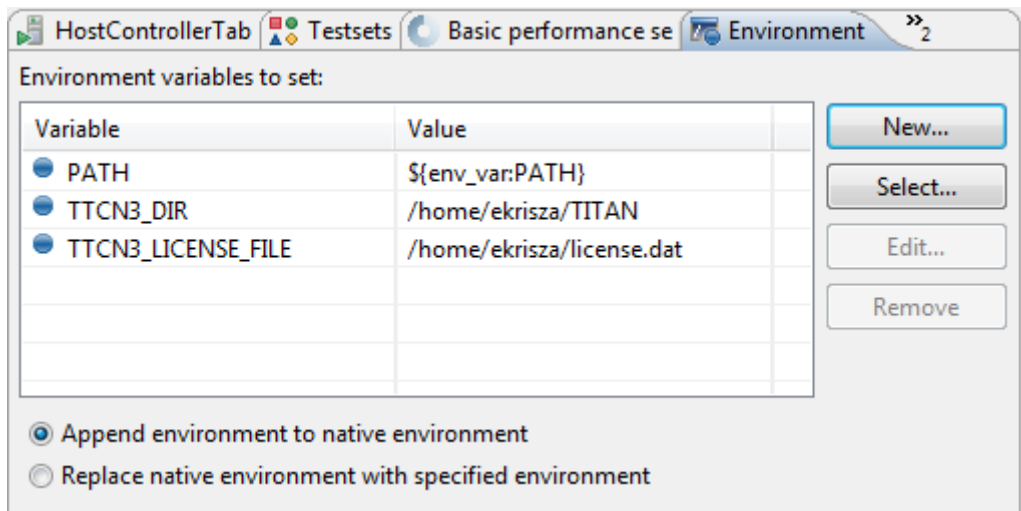 HostControllerTab Testsets Basic performance se Environment »2
Environment variables to set:
Variable Value New...
PATH ${env_var:PATH} Select...
TTCN3_DIR /home/ekrisza/TITAN
TTCN3_LICENSE_FILE /home/ekrisza/license.dat Edit...
Remove
Append environment to native environment
Replace native environment with specified environment